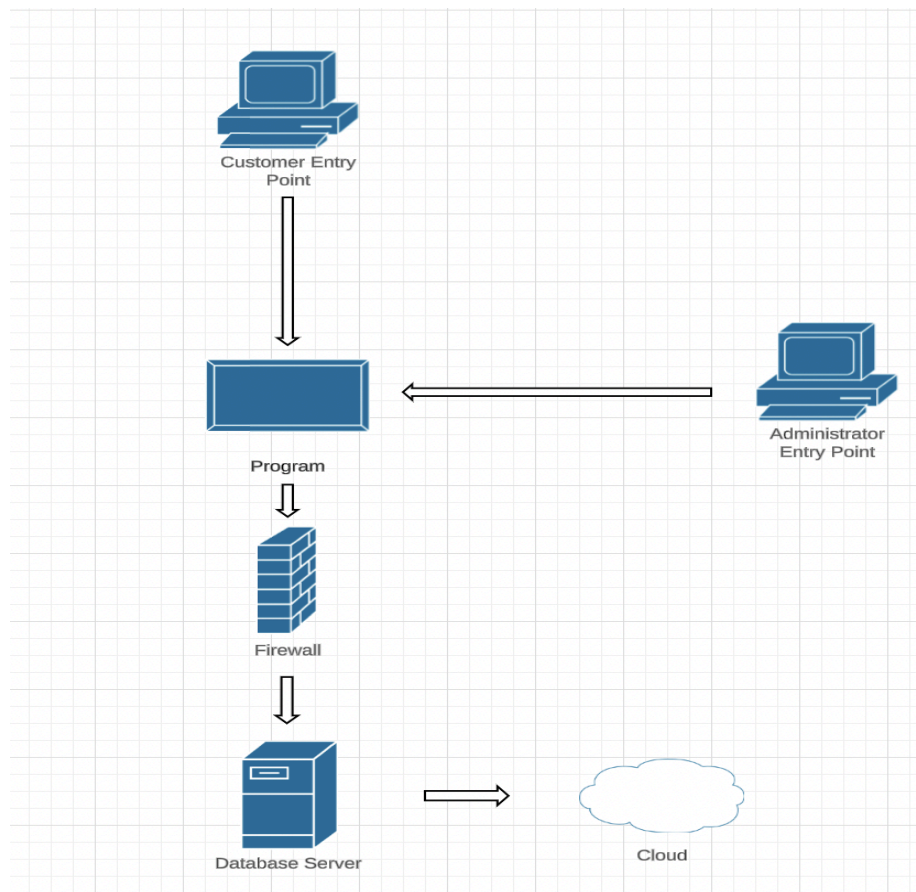 Customer Entry
Point
Administrator
Entry Point
Program
Firewall
Database Server
Cloud